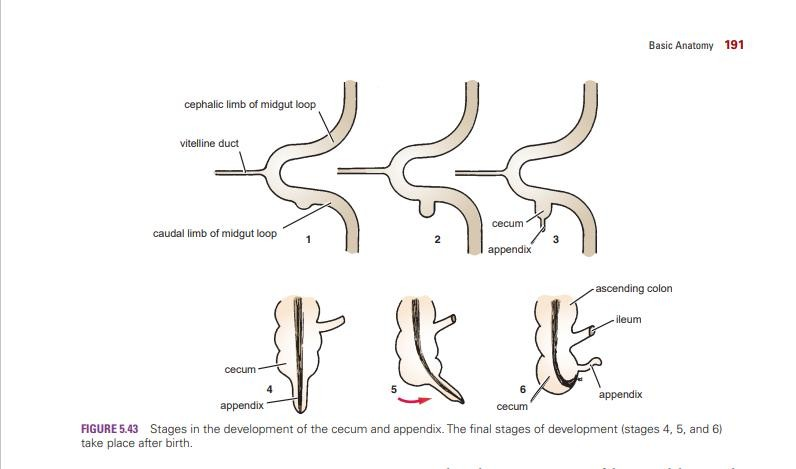 Basic Anatomy 191
cephalic limb of midgut loop
vitelline duct
caudal limb of midgut loop
1
2
cecum
appendix
3
ascending colon
ileum
cecum
appendix
4
5
6
cecum
appendix
FIGURE 5.43 Stages in the development of the cecum and appendix. The final stages of development (stages 4, 5, and 6)
take place after birth.